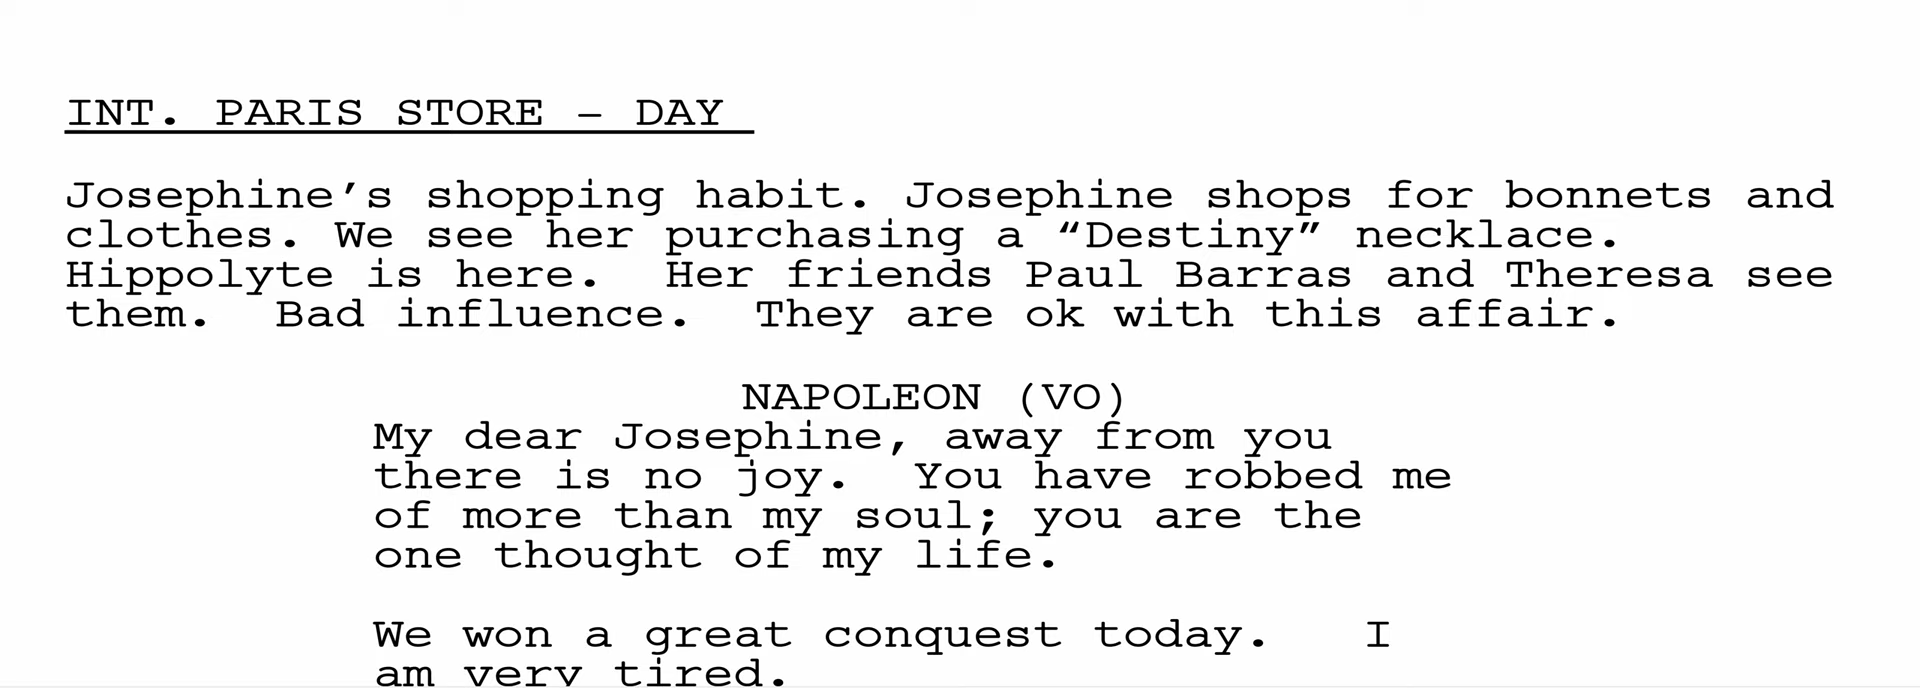 INT. PARIS STORE – DAY
Josephine’s shopping habit. Josephine shops for bonnets and
clothes. We see her purchasing a “Destiny” necklace.
Hippolyte is here.  Her friends Paul Barras and Theresa see
them.  Bad influence.  They are ok with this affair.
NAPOLEON (VO)
My dear Josephine, away from you
there is no joy.  You have robbed me
of more than my soul; you are the
one thought of my life.
We won a great conquest today.   I
am very tired.